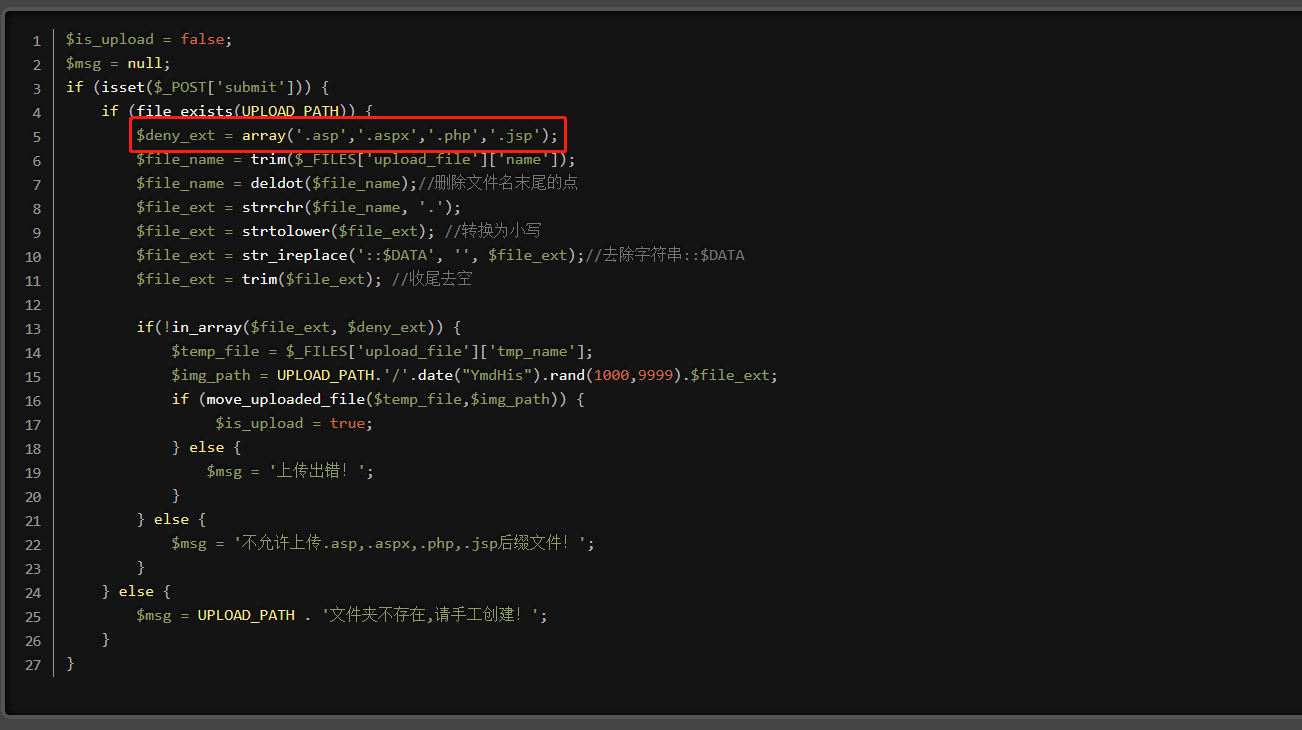 1 $is_upload = false;
2 $msg = null;
3 if (isset($_POST['submit'])) {
4     if (file_exists(UPLOAD_PATH)) {
5         $deny_ext = array('.asp','.aspx','.php','.jsp');
6         $file_name = trim($_FILES['upload_file']['name']);
7         $file_name = deldot($file_name);//删除文件名末尾的点
8         $file_ext = strrchr($file_name, '.');
9         $file_ext = strtolower($file_ext); //转换为小写
10         $file_ext = str_ireplace('::$DATA', '', $file_ext);//去除字符串::$DATA
11         $file_ext = trim($file_ext); //收尾去空
12
13         if(!in_array($file_ext, $deny_ext)) {
14             $temp_file = $_FILES['upload_file']['tmp_name'];
15             $img_path = UPLOAD_PATH.'/'.date("YmdHis").rand(1000,9999).$file_ext;
16             if (move_uploaded_file($temp_file,$img_path)) {
17                  $is_upload = true;
18             } else {
19                 $msg = '上传出错！';
20             }
21         } else {
22             $msg = '不允许上传.asp,.aspx,.php,.jsp后缀文件！';
23         }
24     } else {
25         $msg = UPLOAD_PATH . '文件夹不存在,请手工创建！';
26     }
27 }